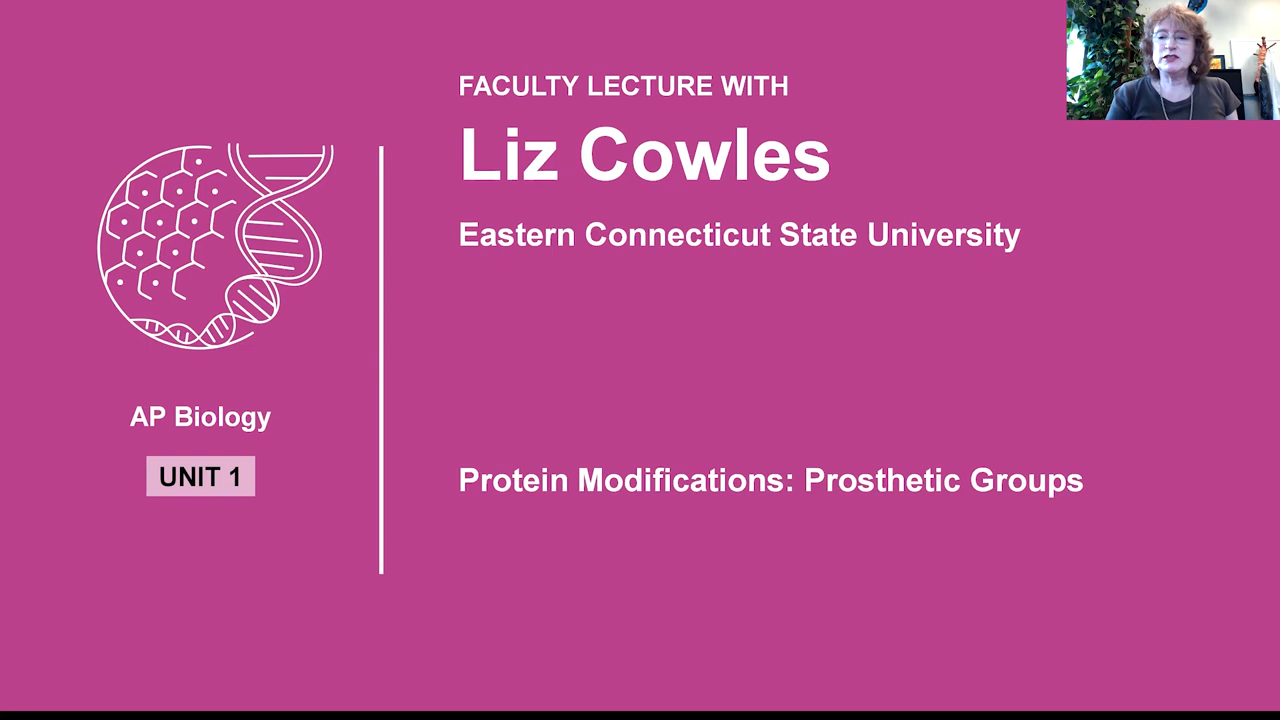 FACULTY LECTURE WITH
Liz Cowles
Eastern Connecticut State University
AP Biology
UNIT 1
Protein Modifications: Prosthetic Groups